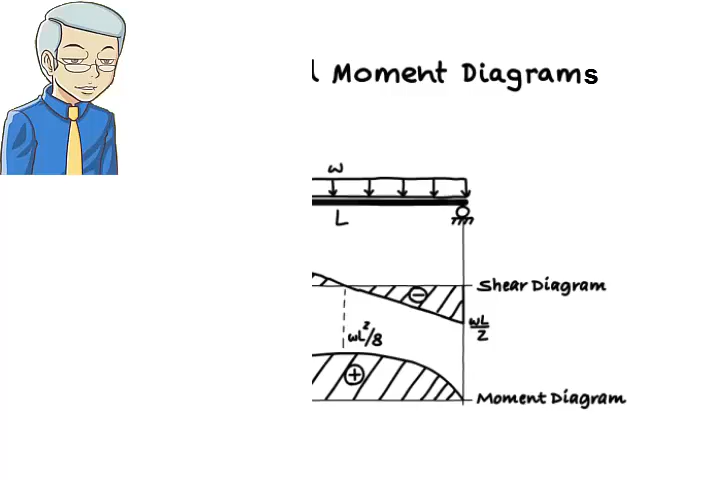 Moment Diagrams
w
L
Shear Diagram
wL/2
wL²/8
Moment Diagram